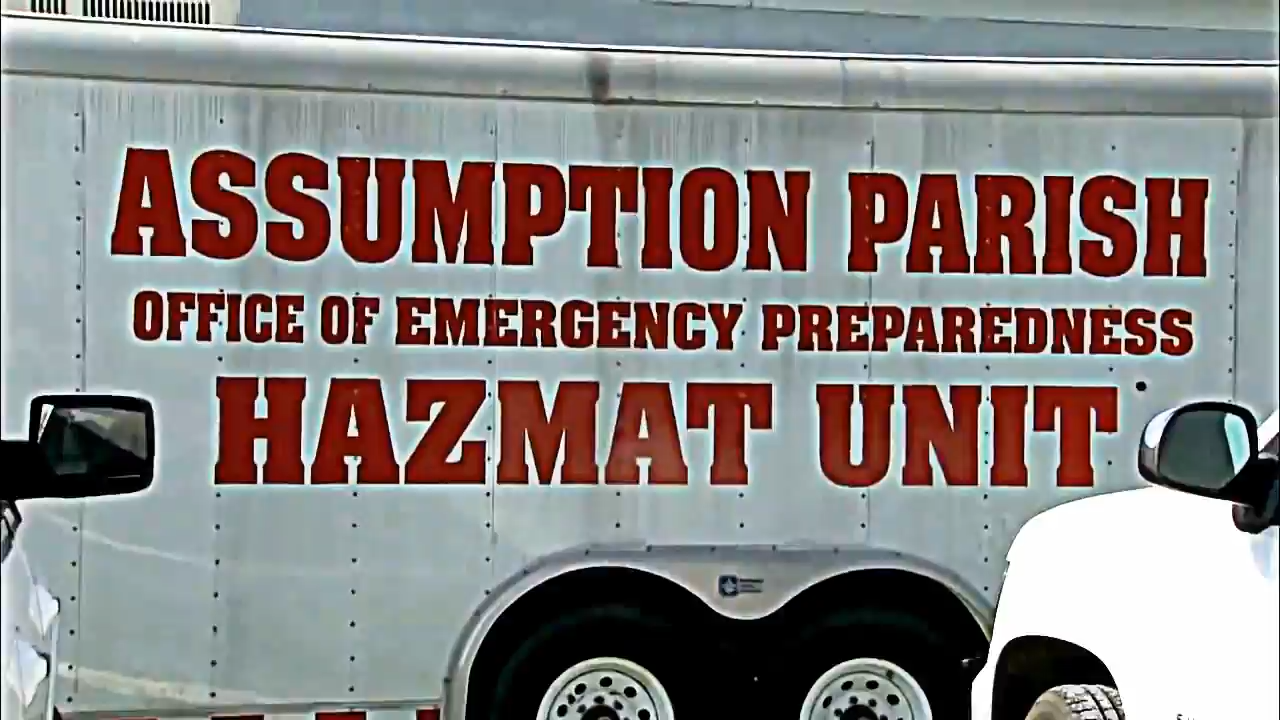 ASSUMPTION PARISH
OFFICE OF EMERGENCY PREPAREDNESS
HAZMAT UNIT